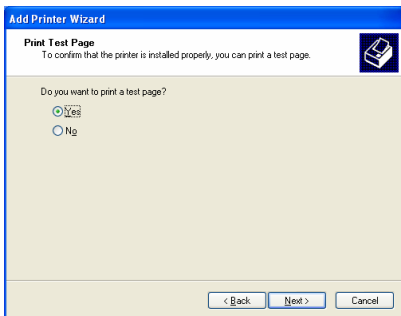 Add Printer Wizard
Print Test Page
To confirm that the printer is installed properly, you can print a test page.
Do you want to print a test page?
Yes
No
< Back Next > Cancel